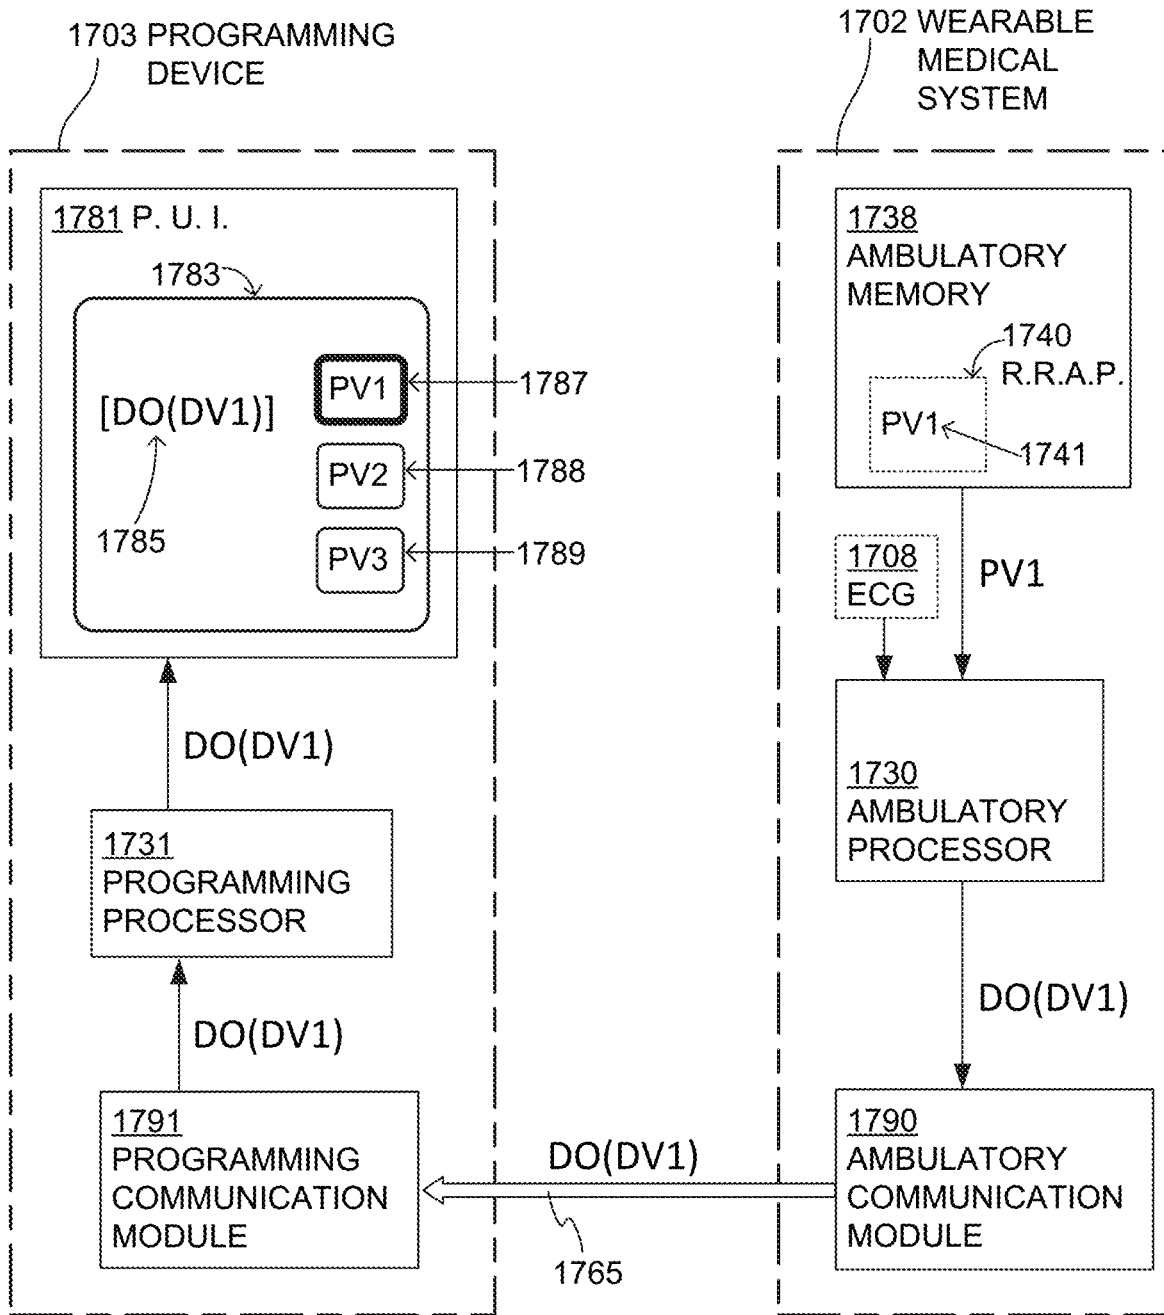 1703 PROGRAMMING
DEVICE
1702 WEARABLE
MEDICAL
SYSTEM
1781 P. U. I.
1783
[DO(DV1)]
1785
PV1
1787
PV2
1788
PV3
1789
DO(DV1)
1731
PROGRAMMING
PROCESSOR
DO(DV1)
1791
PROGRAMMING
COMMUNICATION
MODULE
DO(DV1)
1765
1738
AMBULATORY
MEMORY
1740
R.R.A.P.
PV1
1741
1708
ECG
PV1
1730
AMBULATORY
PROCESSOR
DO(DV1)
1790
AMBULATORY
COMMUNICATION
MODULE